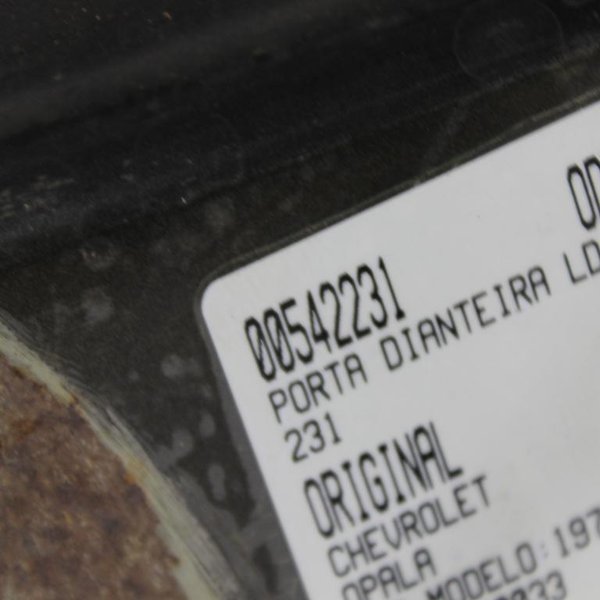 00542231
PORTA DIANTEIRA LD
231
ORIGINAL
CHEVROLET
OPALA
MODELO: 197